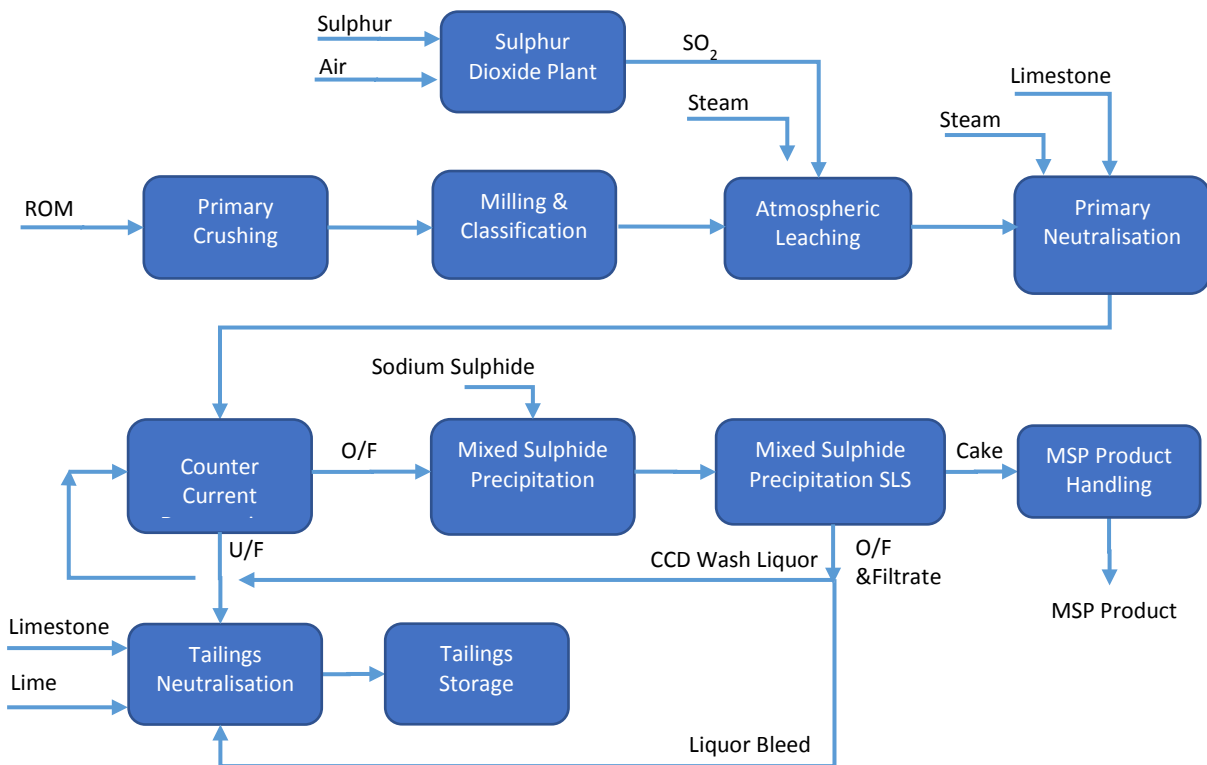 Sulphur
Air
Sulphur
Dioxide Plant
SO₂
Steam
Limestone
Steam
ROM
Primary
Crushing
Milling &
Classification
Atmospheric
Leaching
Primary
Neutralisation
Sodium Sulphide
Counter
Current
O/F
Mixed Sulphide
Precipitation
Mixed Sulphide
Precipitation SLS
Cake
MSP Product
Handling
U/F
CCD Wash Liquor
O/F
&Filtrate
MSP Product
Limestone
Lime
Tailings
Neutralisation
Tailings
Storage
Liquor Bleed